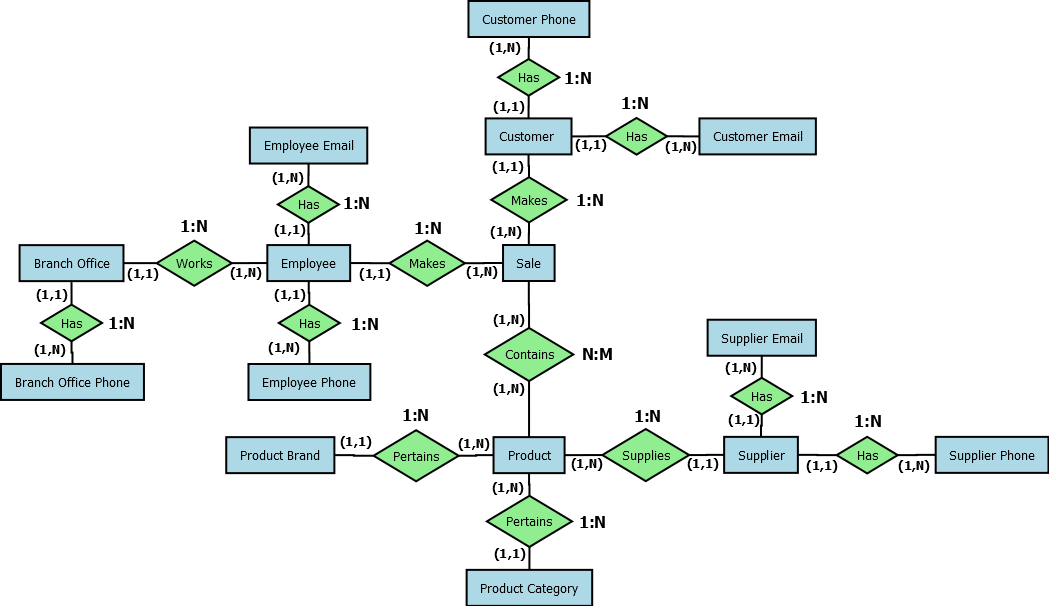 Customer Phone
(1,N)
Has
1:N
(1,1)
Customer
(1,1)
1:N
Has
(1,N)
Customer Email
(1,1)
Makes
1:N
(1,N)
Employee Email
(1,N)
Has
1:N
(1,1)
Branch Office
(1,1)
1:N
Works
(1,N)
Employee
(1,1)
1:N
Makes
(1,N)
Sale
(1,1)
Has
1:N
(1,N)
Branch Office Phone
(1,1)
Has
1:N
(1,N)
Employee Phone
(1,N)
Contains
N:M
(1,N)
Supplier Email
(1,N)
Has
1:N
(1,1)
Product Brand
(1,1)
1:N
Pertains
(1,N)
Product
(1,N)
1:N
Supplies
(1,1)
Supplier
(1,1)
1:N
Has
(1,N)
Supplier Phone
(1,N)
Pertains
1:N
(1,1)
Product Category